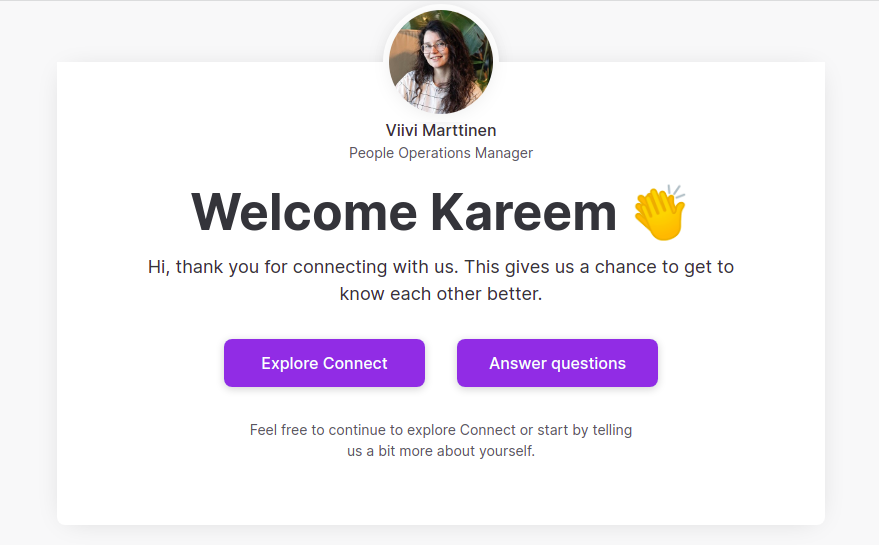 Viivi Marttinen
People Operations Manager
Welcome Kareem 👏
Hi, thank you for connecting with us. This gives us a chance to get to
know each other better.
Explore Connect
Answer questions
Feel free to continue to explore Connect or start by telling
us a bit more about yourself.